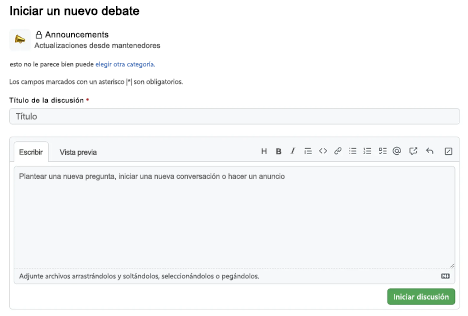 Iniciar un nuevo debate
Announcements
Actualizaciones desde mantenedores
esto no le parece bien puede elegir otra categoría.
Los campos marcados con un asterisco |*| son obligatorios.
Título de la discusión *
Título
Escribir Vista previa H B I
Plantear una nueva pregunta, iniciar una nueva conversación o hacer un anuncio
Adjunte archivos arrastrándolos y soltándolos, seleccionándolos o pegándolos.
Iniciar discusión